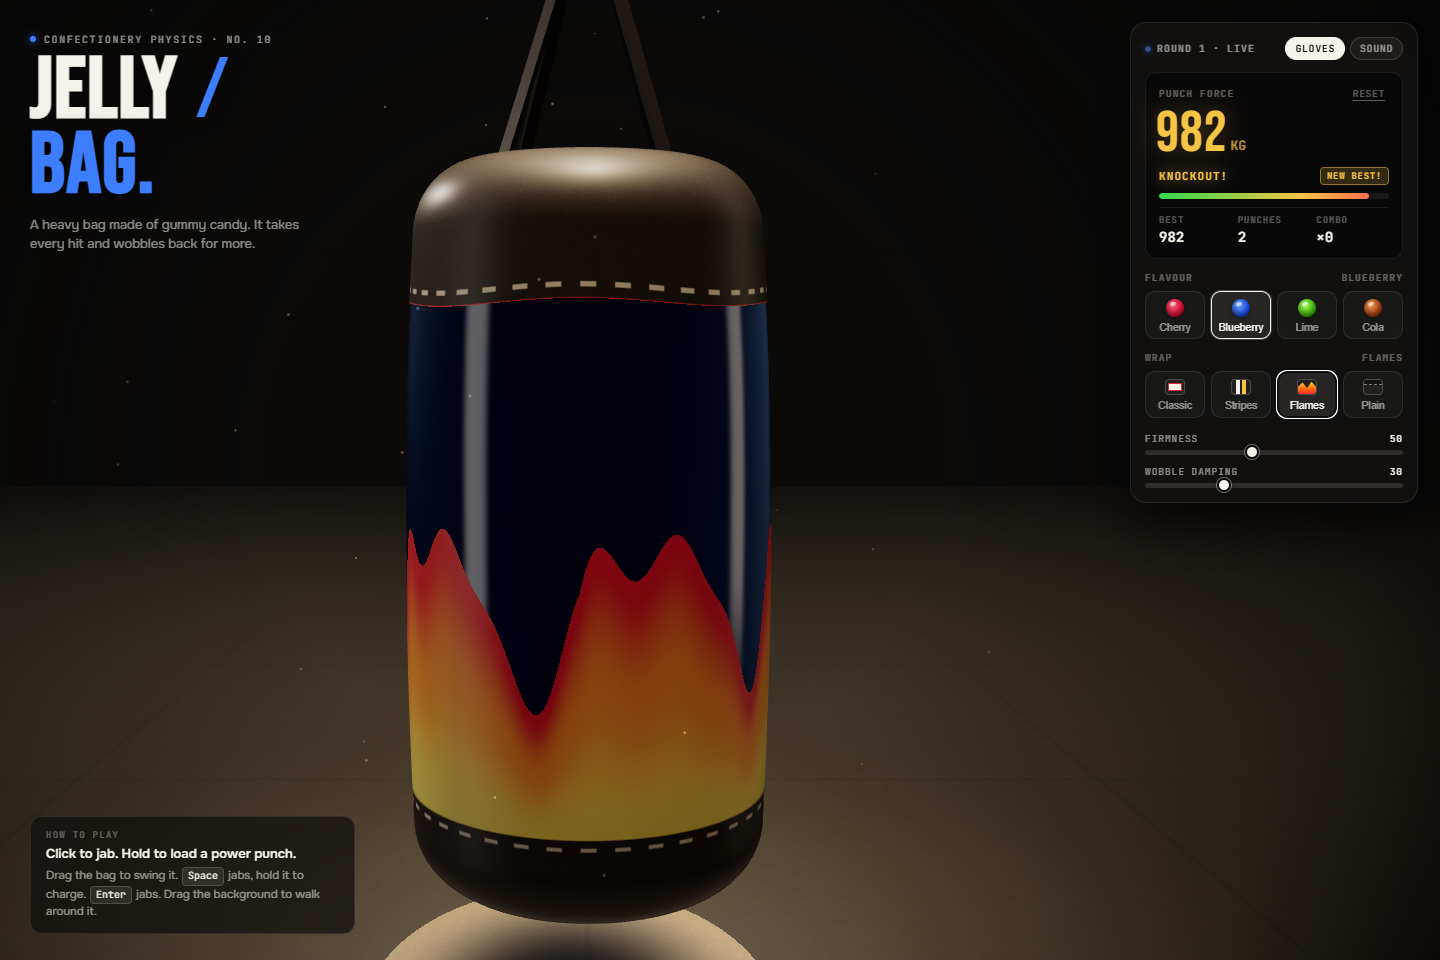 CONFECTIONERY PHYSICS · NO. 10
JELLY /
BAG.
A heavy bag made of gummy candy. It takes
every hit and wobbles back for more.
HOW TO PLAY
Click to jab. Hold to load a power punch.
Drag the bag to swing it. Space jabs, hold it to
charge. Enter jabs. Drag the background to walk
around it.
ROUND 1 · LIVE GLOVES SOUND
PUNCH FORCE RESET
982 KG
KNOCKOUT! NEW BEST!
BEST PUNCHES COMBO
982 2 ×0
FLAVOUR BLUEBERRY
Cherry Blueberry Lime Cola
WRAP FLAMES
Classic Stripes Flames Plain
FIRMNESS 50
WOBBLE DAMPING 30